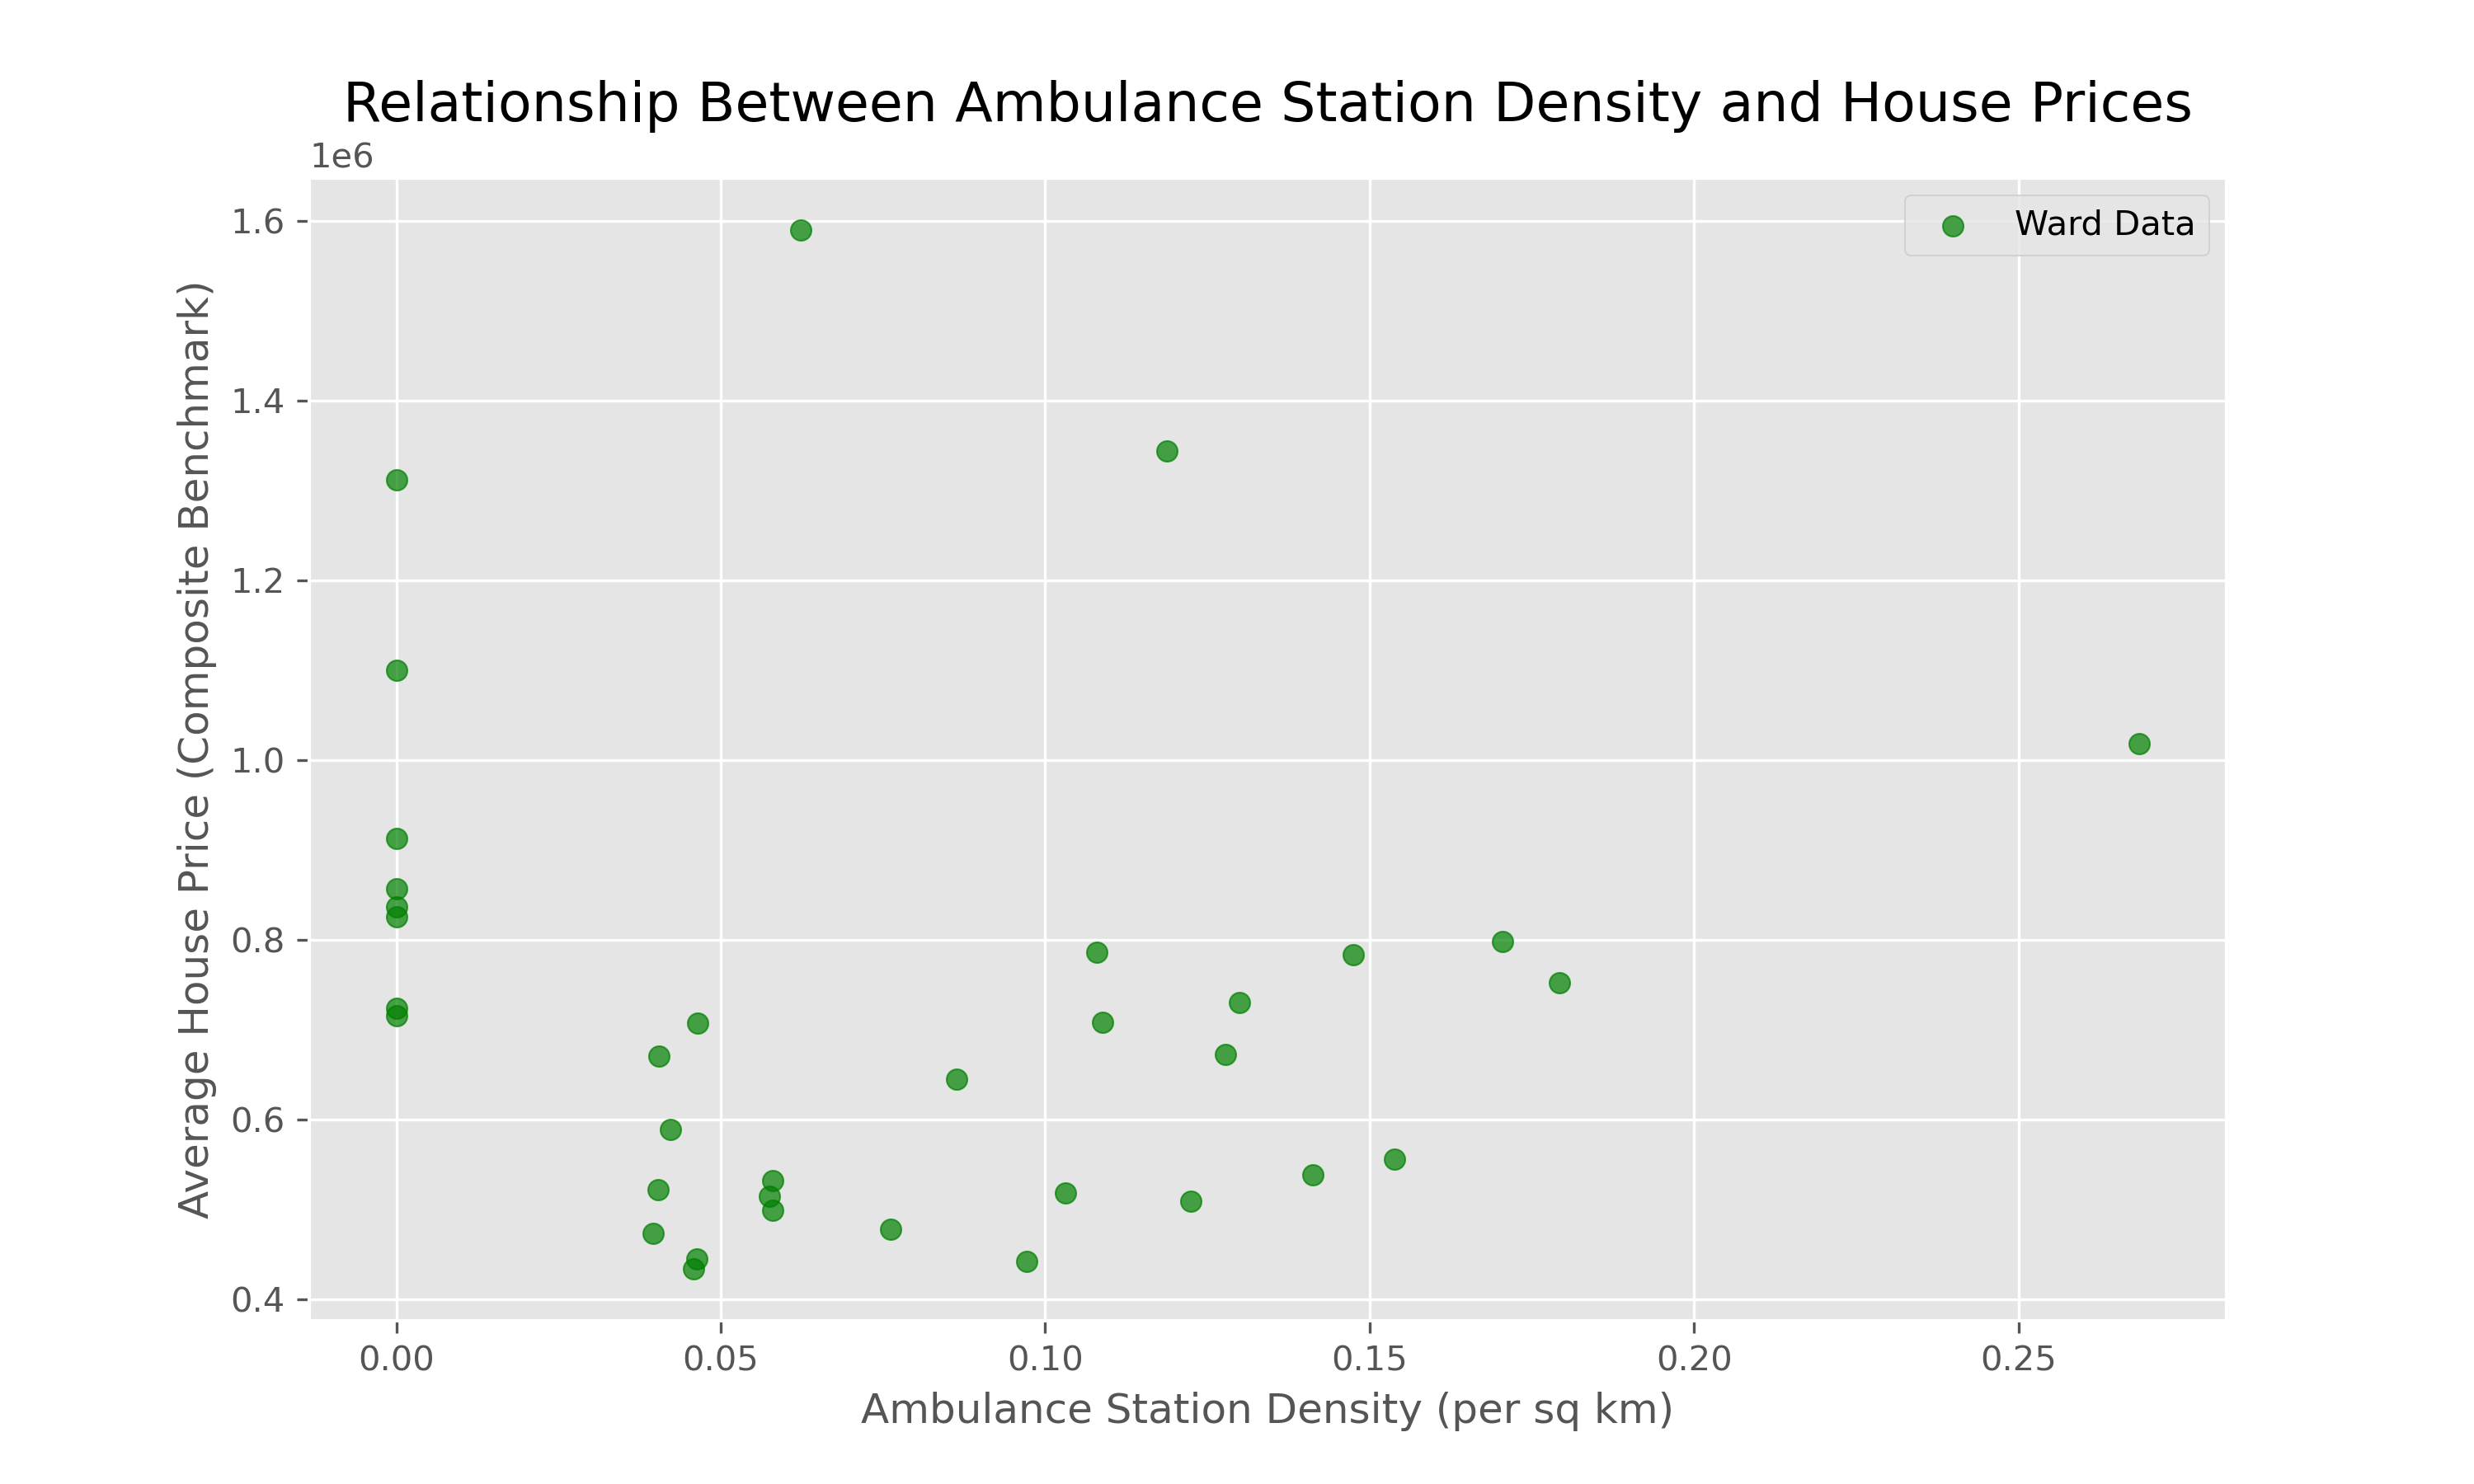 Relationship Between Ambulance Station Density and House Prices
1e6
Ward Data
1.6
1.4
1.2
1.0
0.8
0.6
0.4
Average House Price (Composite Benchmark)
0.00 0.05 0.10 0.15 0.20 0.25
Ambulance Station Density (per sq km)